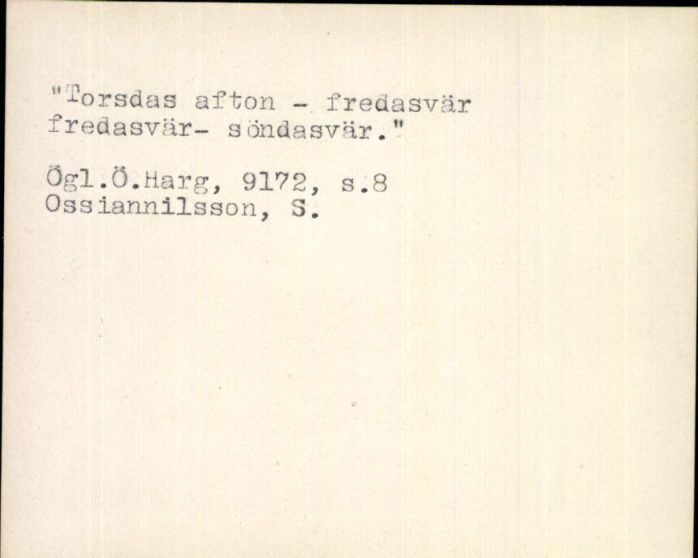 "Torsdas afton - fredasvär
fredasvär- söndasvär."
Ögl.Ö.Harg, 9172, s.8
Ossiannilsson, S.